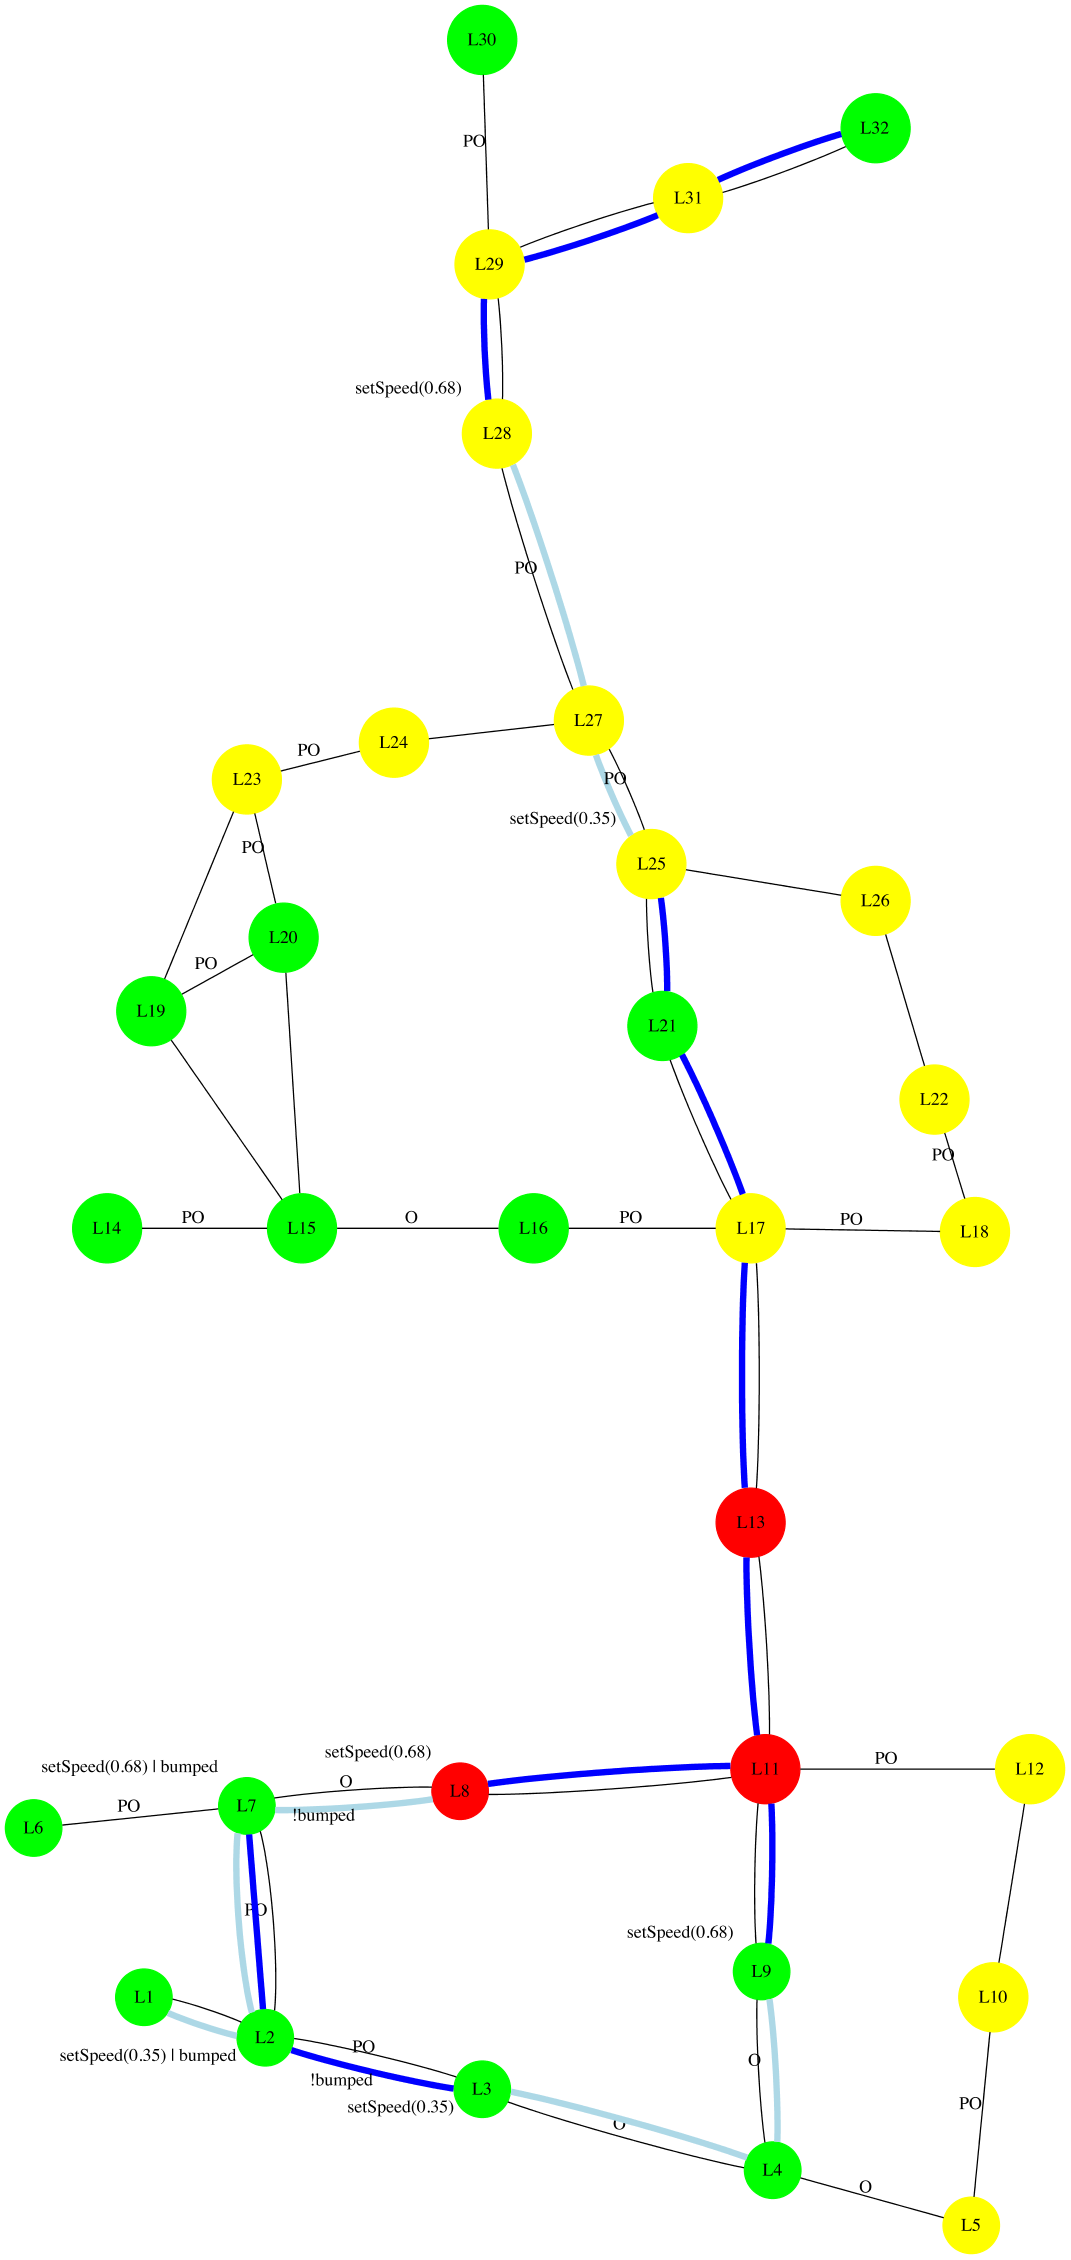 L30
L32
PO
L31
L29
setSpeed(0.68)
L28
PO
L27
L24
PO
L23
PO
setSpeed(0.35)
PO
L25
L26
L20
PO
L19
L21
L22
PO
L14
PO
L15
O
L16
PO
L17
PO
L18
L13
setSpeed(0.68)
PO
setSpeed(0.68) | bumped
L11
L12
O
L8
PO
L7
!bumped
L6
PO
setSpeed(0.68)
L9
L1
L10
L2
PO
setSpeed(0.35) | bumped
O
!bumped
L3
setSpeed(0.35)
PO
O
L4
O
L5